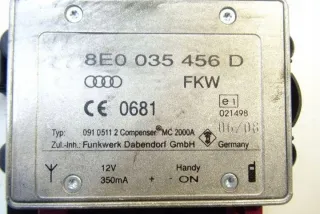 8E0 035 456 D
FKW
CE 0681
e1
021498
Typ: 091 0511 2 Compenser® MC 2000A
06/08
Zul.-Inh.: Funkwerk Dabendorf GmbH
Germany
12V Handy
350mA + - ON